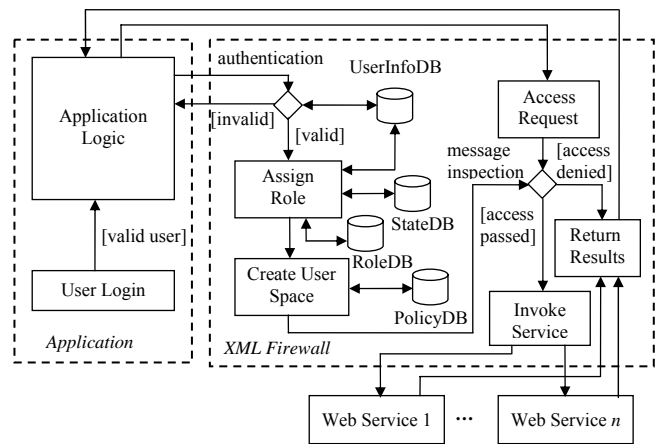 authentication
UserInfoDB
Application
Logic
[invalid]
[valid]
Access
Request
message
inspection
[access
denied]
Assign
Role
StateDB
[access
passed]
[valid user]
RoleDB
Return
Results
User Login
Create User
Space
PolicyDB
Invoke
Service
Application
XML Firewall
Web Service 1
...
Web Service n